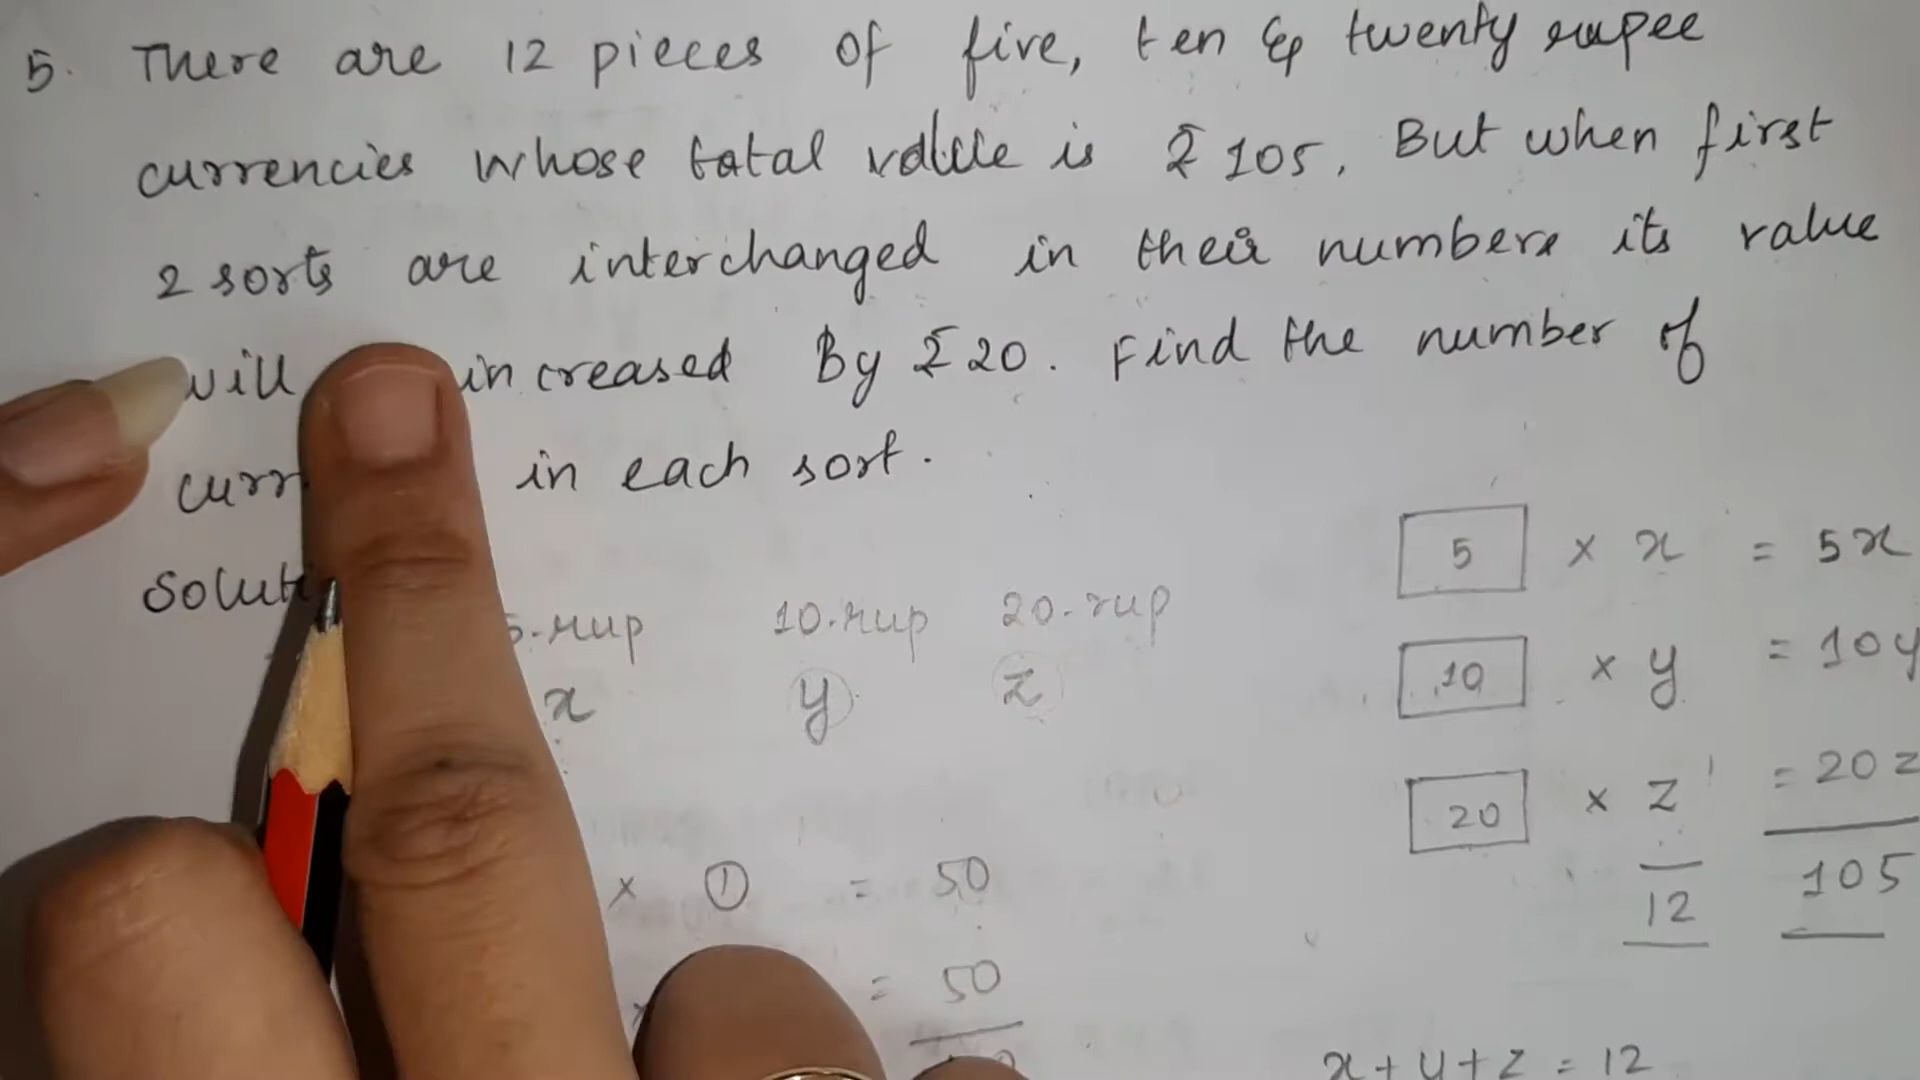 5. There are 12 pieces of five, ten & twenty rupee
currencies whose total value is ₹ 105. But when first
2 sorts are interchanged in their numbers its value
will increased By ₹ 20. Find the number of
in each sort.
5 × x = 5x
10.rup 20.rup
x y z
10 × y = 10y
20 × z = 20z
12 105
× ① = 50
= 50
x + y + z = 12